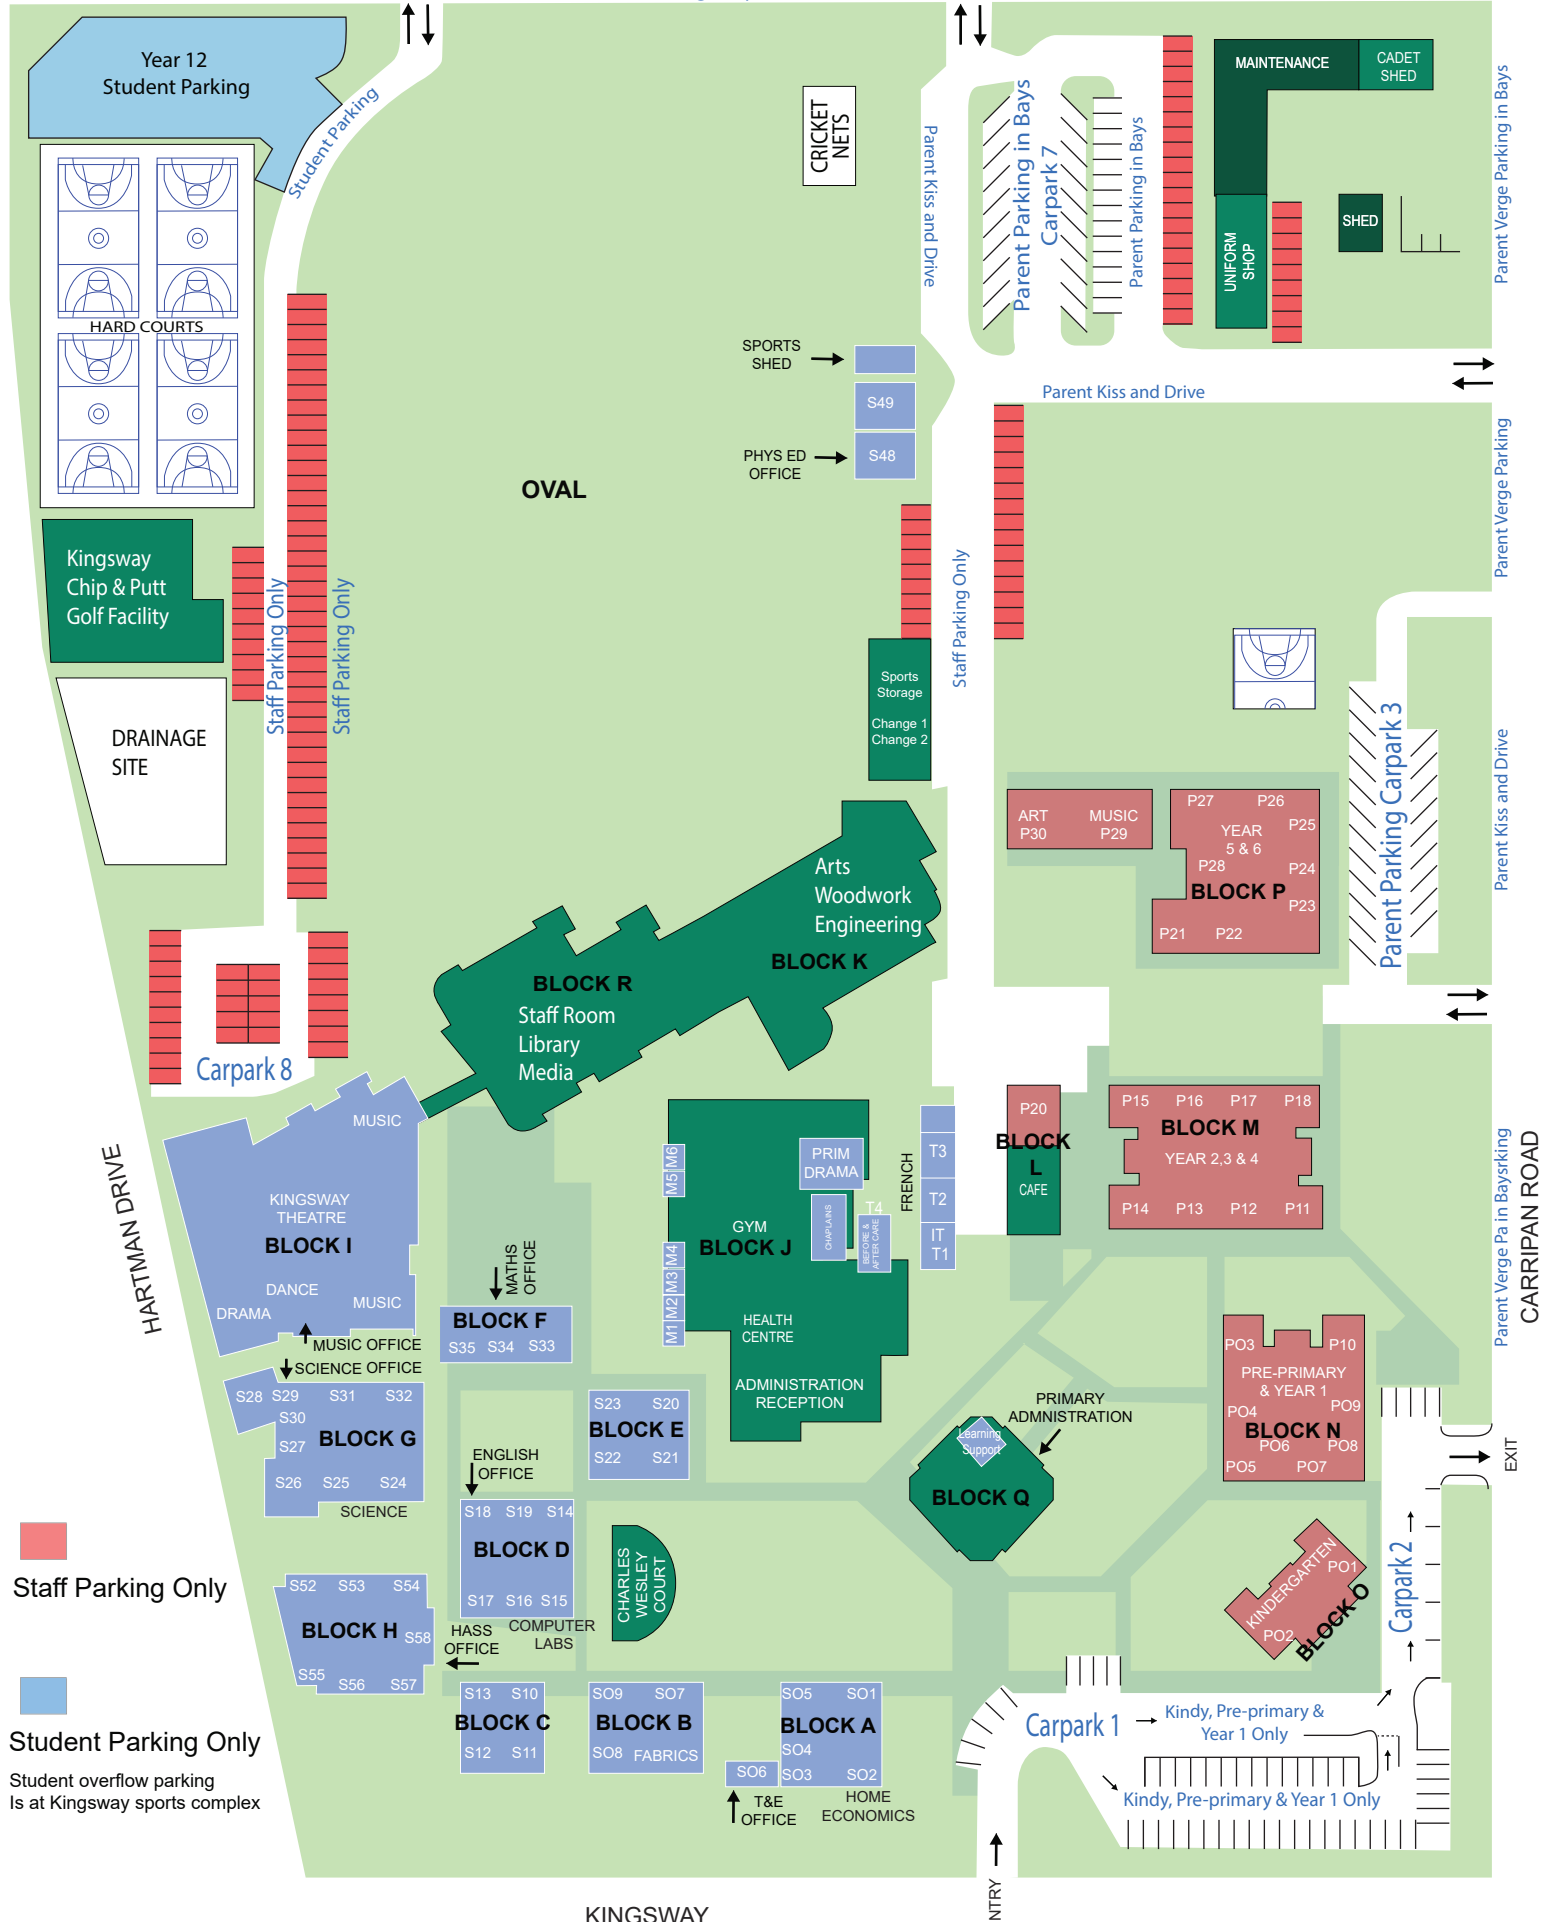 Year 12
Student Parking
Student Parking
HARD COURTS
CRICKET
NETS
Parent Kiss and Drive
Parent Parking in Bays
Carpark 7
Parent Parking in Bays
MAINTENANCE
CADET
SHED
UNIFORM
SHOP
SHED
Parent Verge Parking in Bays
SPORTS
SHED
S49
PHYS ED
OFFICE
S48
Parent Kiss and Drive
OVAL
Parent Verge Parking
Kingsway
Chip & Putt
Golf Facility
Staff Parking Only
Staff Parking Only
Staff Parking Only
DRAINAGE
SITE
Sports
Storage
Change 1
Change 2
Parent Parking Carpark 3
Parent Kiss and Drive
ART
P30
MUSIC
P29
P27
P26
YEAR
5 & 6
P25
P28
P24
BLOCK P
P23
P21
P22
Arts
Woodwork
Engineering
BLOCK K
BLOCK R
Staff Room
Library
Media
Carpark 8
MUSIC
KINGSWAY
THEATRE
BLOCK I
DANCE
DRAMA
MUSIC
MUSIC OFFICE
HARTMAN DRIVE
M6
M5
PRIM
DRAMA
CHAPLAINS
T4
BEFORE &
AFTER CARE
GYM
BLOCK J
M4
M3
M2
M1
HEALTH
CENTRE
ADMINISTRATION
RECEPTION
FRENCH
T3
T2
IT
T1
P20
BLOCK
L
CAFE
P15
P16
P17
P18
BLOCK M
YEAR 2,3 & 4
P14
P13
P12
P11
Parent Verge Pa in Baysrking
CARRIPAN ROAD
MATHS
OFFICE
BLOCK F
S35
S34
S33
SCIENCE OFFICE
S28
S29
S31
S32
S30
BLOCK G
S27
S26
S25
S24
SCIENCE
S23
S20
BLOCK E
S22
S21
ENGLISH
OFFICE
S18
S19
S14
BLOCK D
S17
S16
S15
COMPUTER
LABS
CHARLES
WESLEY
COURT
PRIMARY
ADMNISTRATION
Learning
Support
BLOCK Q
PO3
P10
PRE-PRIMARY
& YEAR 1
PO4
PO9
BLOCK N
PO6
PO8
PO5
PO7
EXIT
KINDERGARTEN
PO1
PO2
BLOCK O
Carpark 2
Staff Parking Only
S52
S53
S54
BLOCK H
S58
S55
S56
S57
HASS
OFFICE
S13
S10
BLOCK C
S12
S11
SO9
SO7
BLOCK B
SO8
FABRICS
SO5
SO1
BLOCK A
SO4
SO3
SO2
SO6
T&E
OFFICE
HOME
ECONOMICS
Carpark 1
Kindy, Pre-primary &
Year 1 Only
Kindy, Pre-primary & Year 1 Only
Student Parking Only
Student overflow parking
Is at Kingsway sports complex
NTRY
KINGSWAY